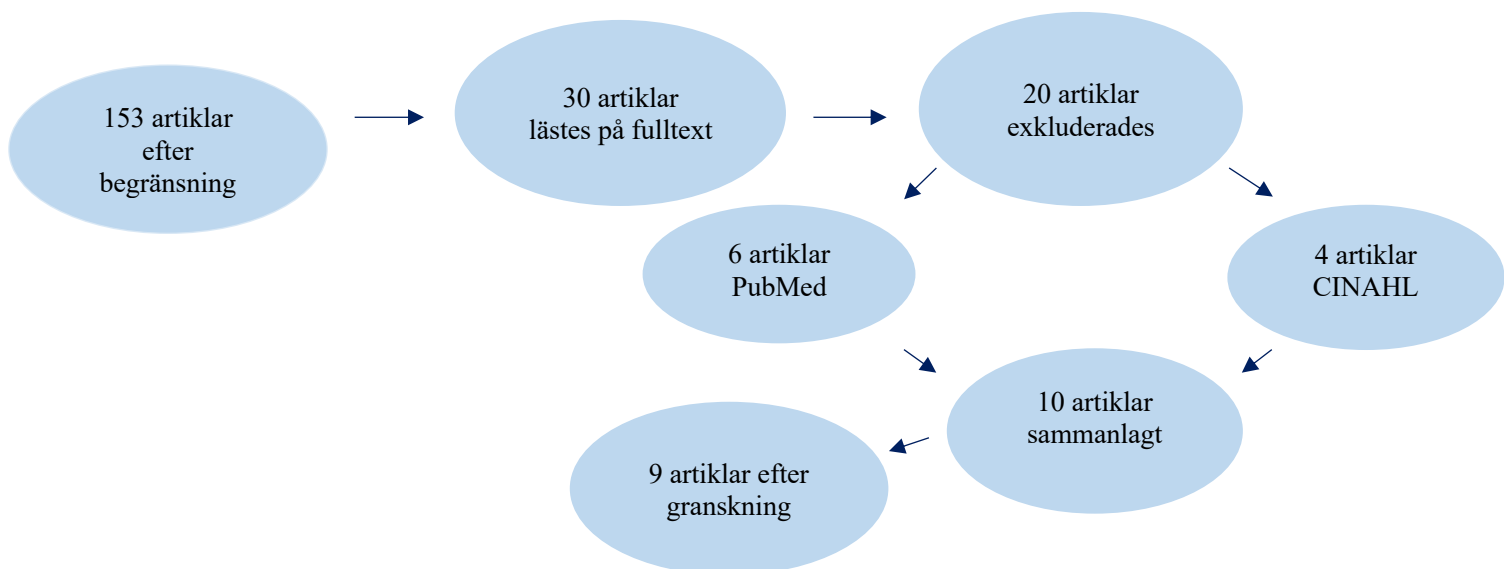 153 artiklar
efter
begränsning
30 artiklar
lästes på fulltext
20 artiklar
exkluderades
6 artiklar
PubMed
4 artiklar
CINAHL
10 artiklar
sammanlagt
9 artiklar efter
granskning